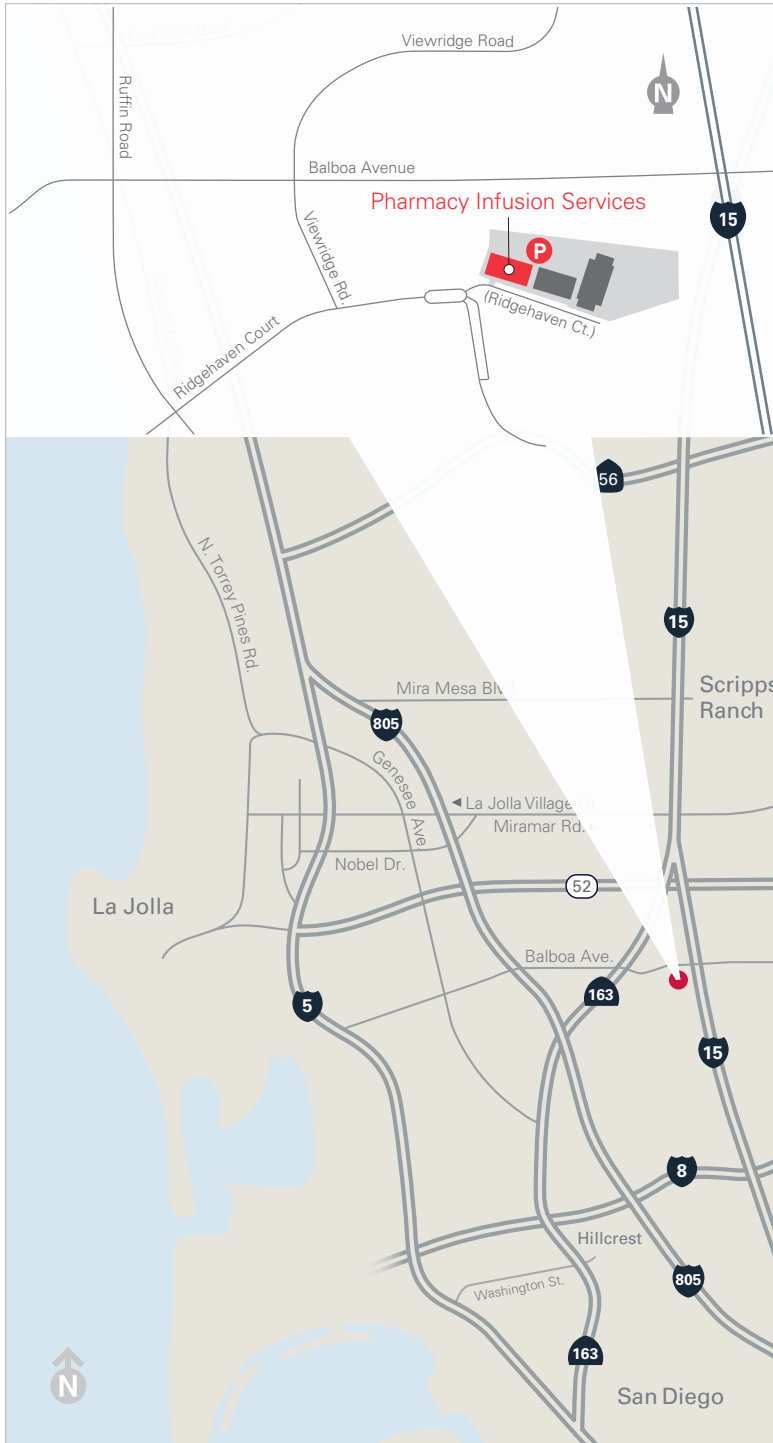 Viewridge Road
N
Ruffin Road
Balboa Avenue
Pharmacy Infusion Services
15
Viewridge Rd.
P
(Ridgehaven Ct.)
Ridgehaven Court
56
N. Torrey Pines Rd.
15
Mira Mesa Blvd.
Scripps
Ranch
805
Genesee Ave.
La Jolla Village Dr.
Miramar Rd.
Nobel Dr.
52
La Jolla
Balboa Ave.
163
5
15
8
Hillcrest
805
Washington St.
163
N
San Diego